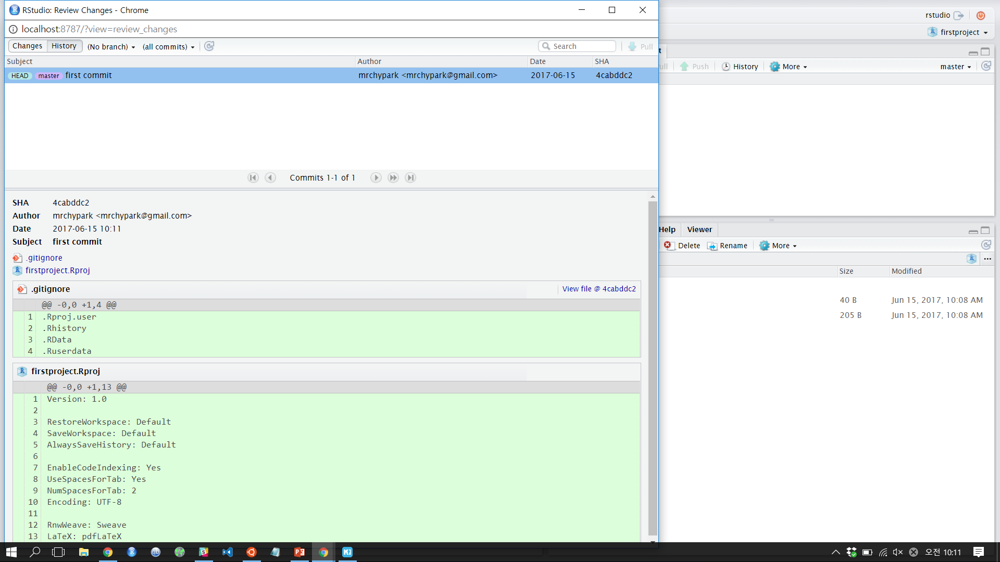 RStudio: Review Changes - Chrome
localhost:8787/?view=review_changes
Changes History (No branch) (all commits) Search Pull
Subject Author Date SHA
HEAD master first commit mrchypark <mrchypark@gmail.com> 2017-06-15 4cabddc2
Commits 1-1 of 1
SHA 4cabddc2
Author mrchypark <mrchypark@gmail.com>
Date 2017-06-15 10:11
Subject first commit
.gitignore
firstproject.Rproj
.gitignore View file @ 4cabddc2
@@ -0,0 +1,4 @@
1 .Rproj.user
2 .Rhistory
3 .RData
4 .Ruserdata
firstproject.Rproj
@@ -0,0 +1,13 @@
1 Version: 1.0
2
3 RestoreWorkspace: Default
4 SaveWorkspace: Default
5 AlwaysSaveHistory: Default
6
7 EnableCodeIndexing: Yes
8 UseSpacesForTab: Yes
9 NumSpacesForTab: 2
10 Encoding: UTF-8
11
12 RnwWeave: Sweave
13 LaTeX: pdfLaTeX
rstudio
firstproject
Push History More master
Help Viewer
Delete Rename More
Size Modified
40 B Jun 15, 2017, 10:08 AM
205 B Jun 15, 2017, 10:08 AM
오전 10:11